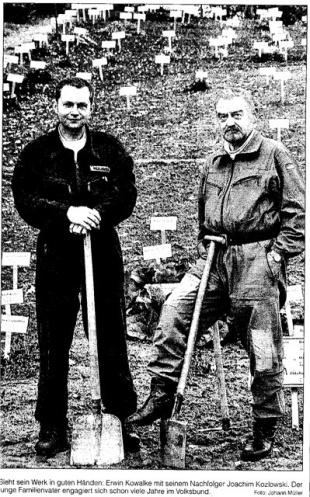 Sieht sein Werk in guten Händen: Erwin Kowalke mit seinem Nachfolger Joachim Kozlowski. Der
junge Familienvater engagiert sich schon viele Jahre im Volksbund. Foto: Johann Müller